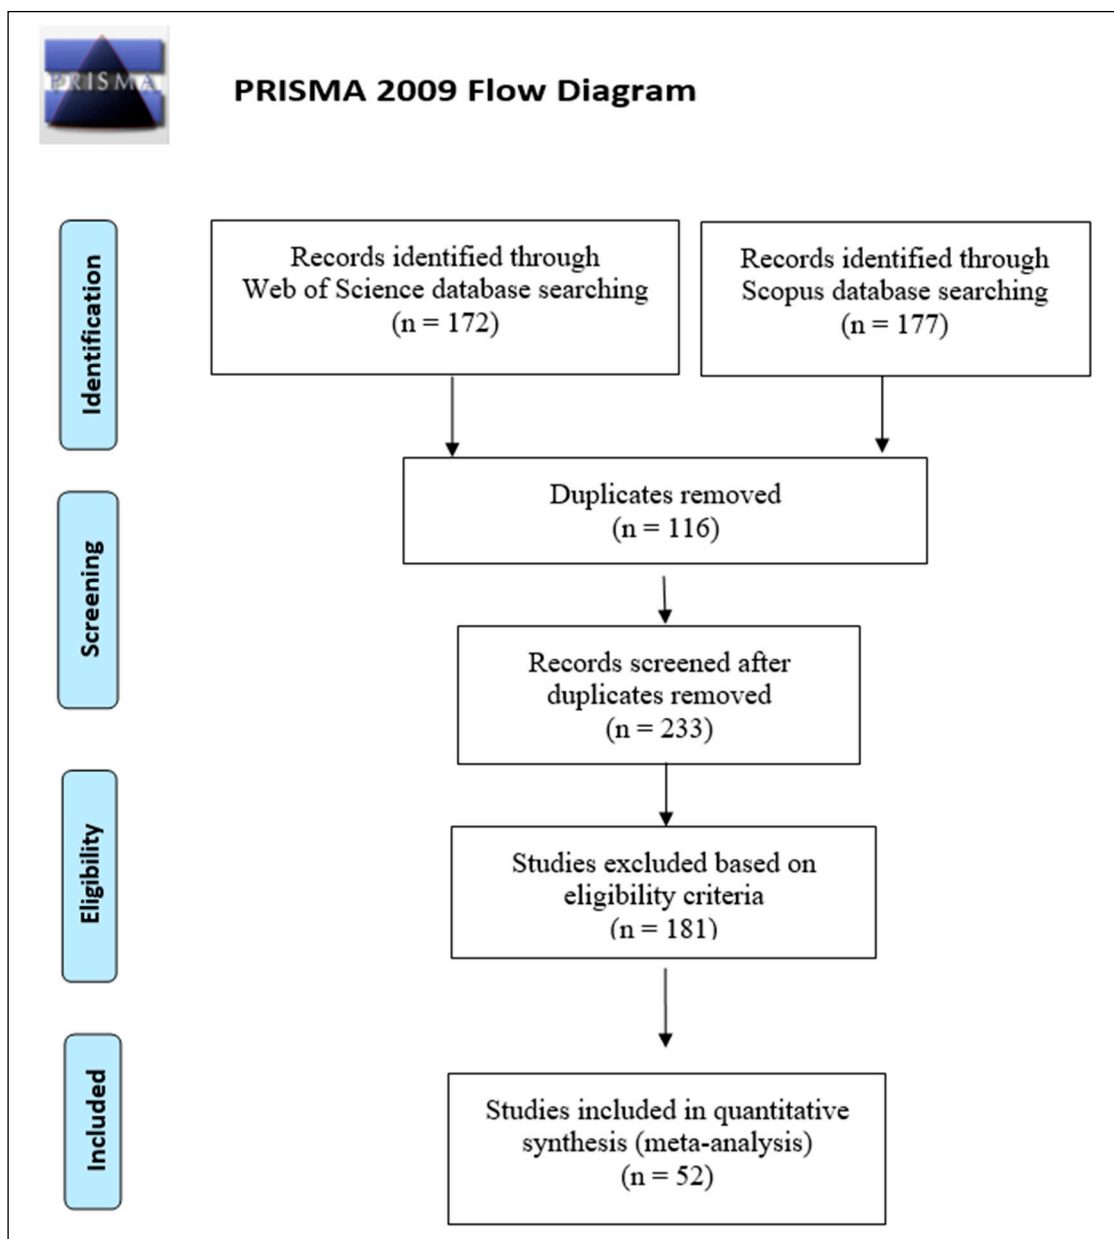 PRISMA
PRISMA 2009 Flow Diagram
Identification
Records identified through
Web of Science database searching
(n = 172)
Records identified through
Scopus database searching
(n = 177)
Screening
Duplicates removed
(n = 116)
Records screened after
duplicates removed
(n = 233)
Eligibility
Studies excluded based on
eligibility criteria
(n = 181)
Included
Studies included in quantitative
synthesis (meta-analysis)
(n = 52)